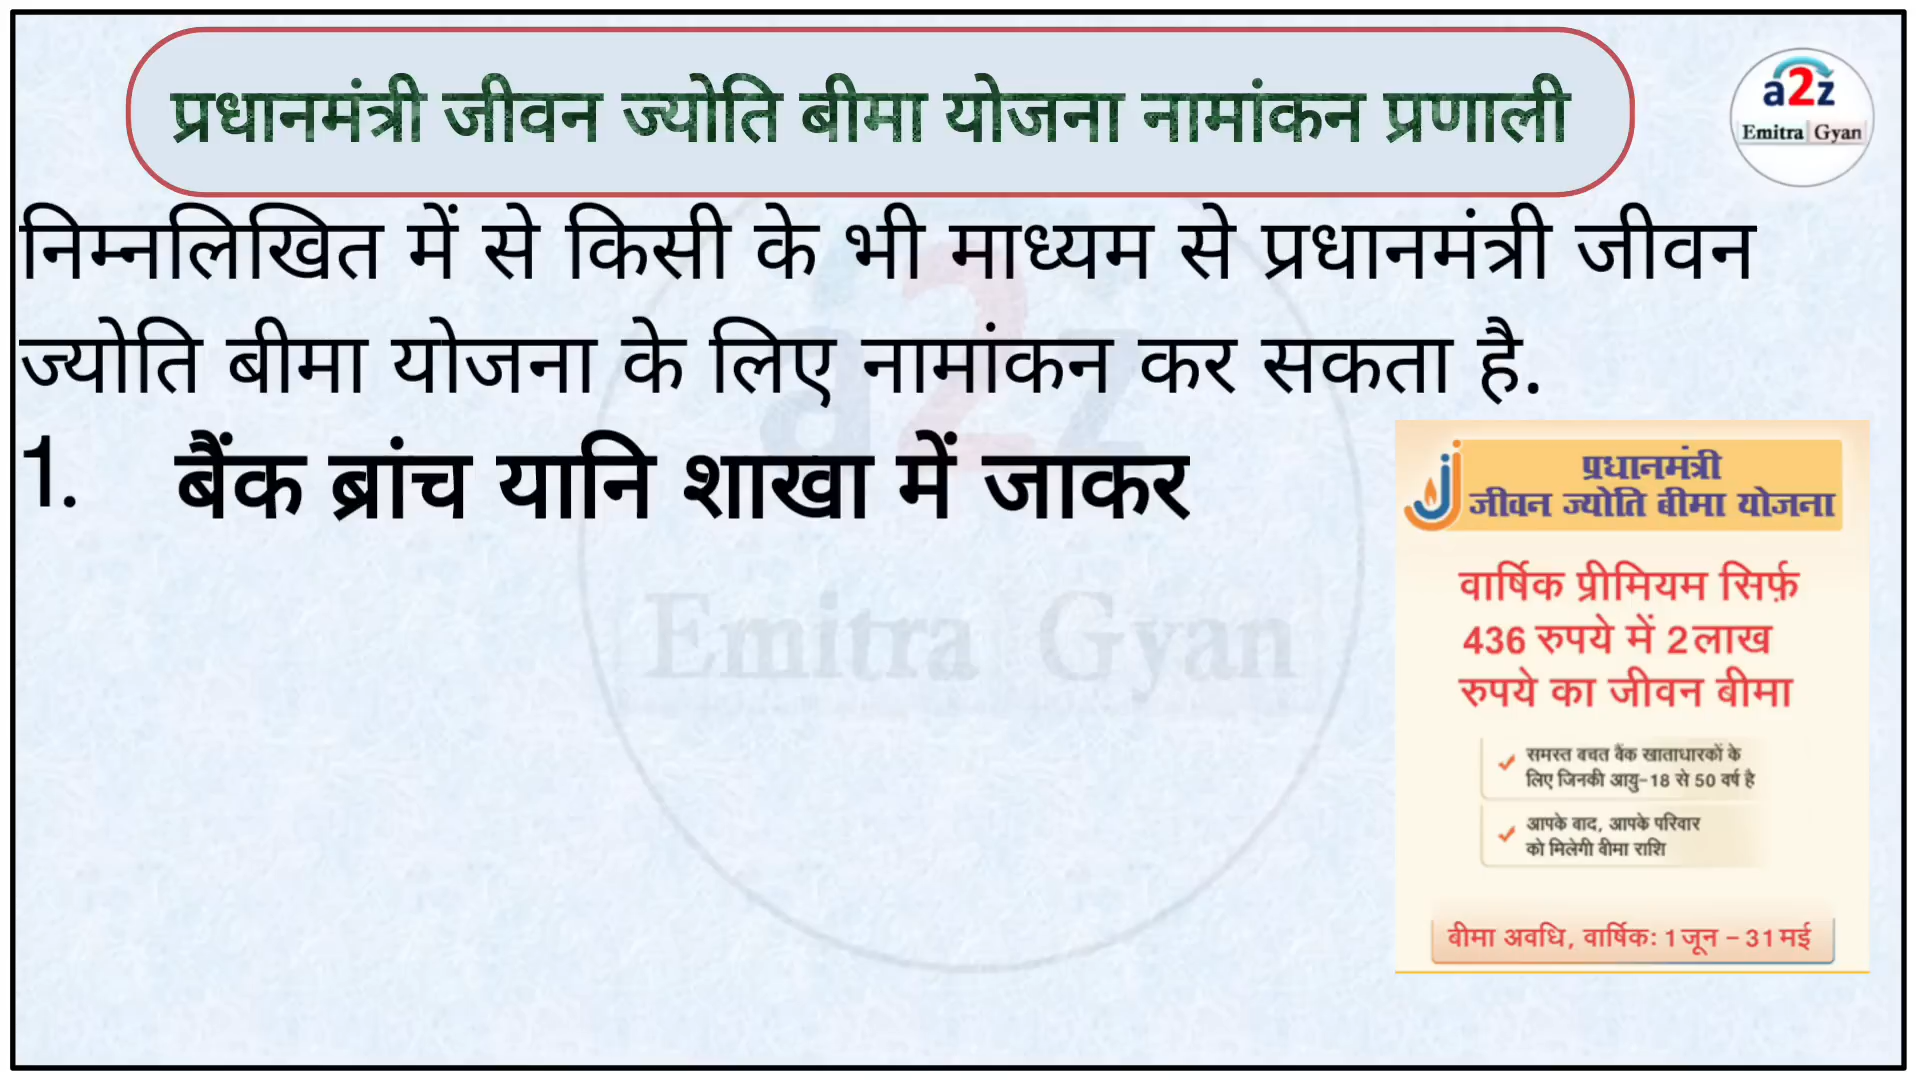 प्रधानमंत्री जीवन ज्योति बीमा योजना नामांकन प्रणाली
a2z
Emitra Gyan
निम्नलिखित में से किसी के भी माध्यम से प्रधानमंत्री जीवन
ज्योति बीमा योजना के लिए नामांकन कर सकता है.
1. बैंक ब्रांच यानि शाखा में जाकर
a2z
Emitra Gyan
प्रधानमंत्री
जीवन ज्योति बीमा योजना
वार्षिक प्रीमियम सिर्फ़
436 रुपये में 2 लाख
रुपये का जीवन बीमा
समस्त बचत बैंक खाताधारकों के
लिए जिनकी आयु-18 से 50 वर्ष है
आपके बाद, आपके परिवार
को मिलेगी बीमा राशि
बीमा अवधि, वार्षिक: 1 जून - 31 मई